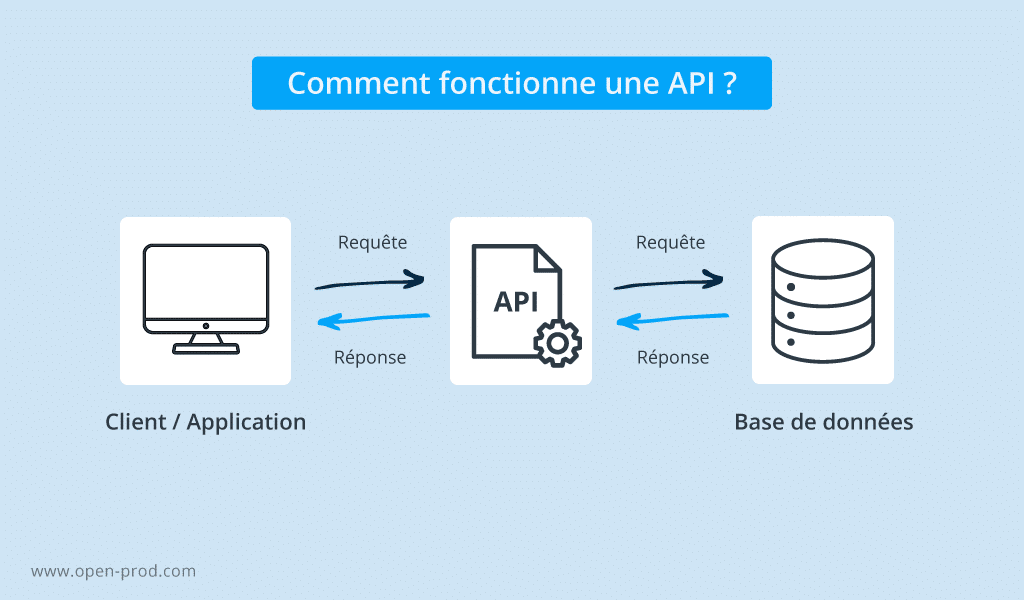 Comment fonctionne une API ?
Requête
Requête
API
Réponse
Réponse
Client / Application
Base de données
www.open-prod.com